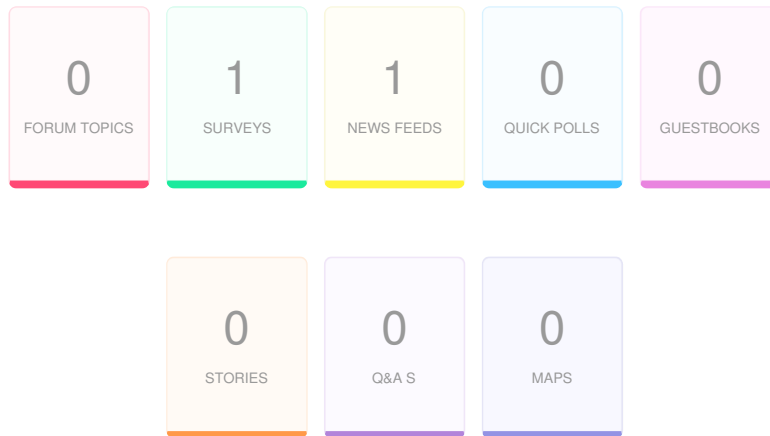 0 1 1 0 0
FORUM TOPICS SURVEYS NEWS FEEDS QUICK POLLS GUESTBOOKS
0 0 0
STORIES Q&A S MAPS